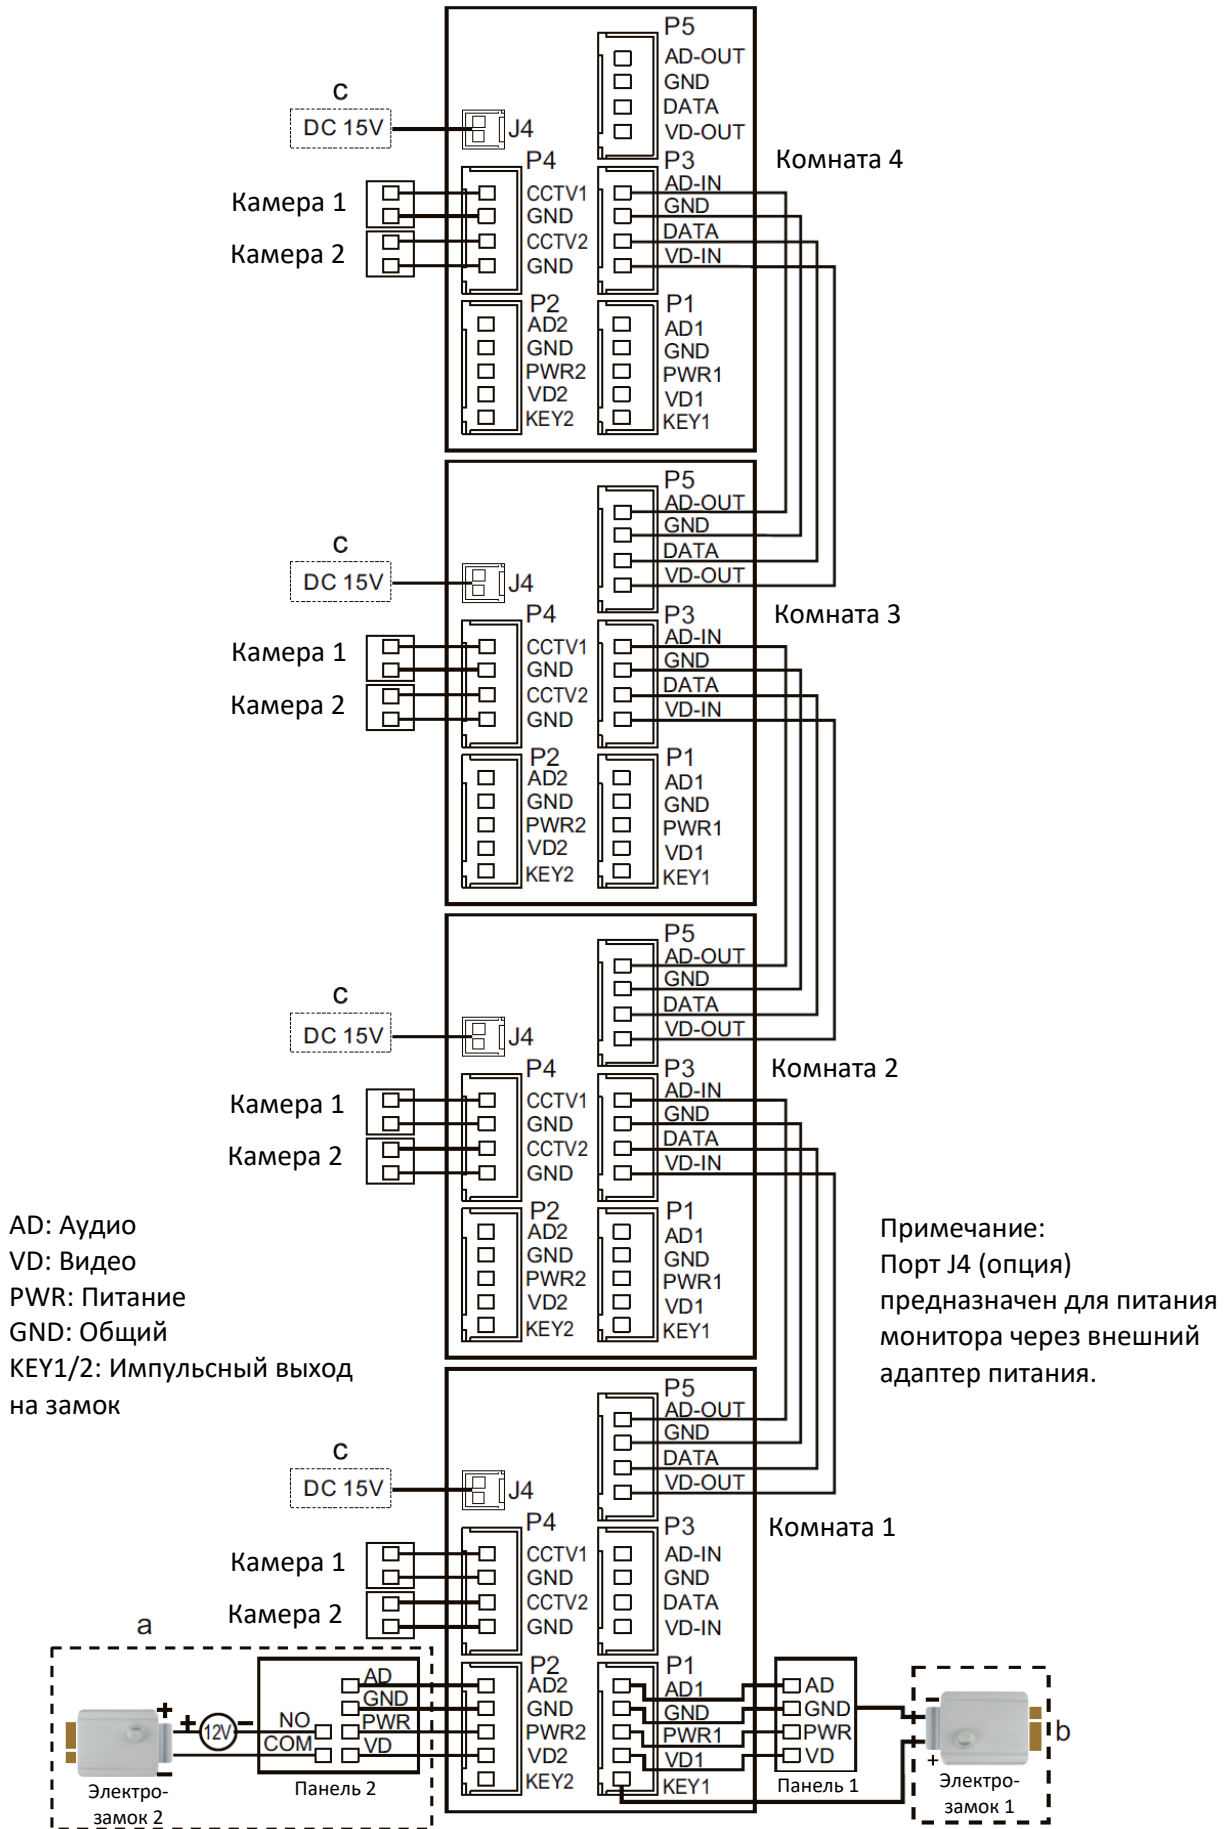 P5
AD-OUT
GND
DATA
VD-OUT
C
DC 15V
J4
Комната 4
P4
CCTV1
GND
CCTV2
GND
Камера 1
Камера 2
P3
AD-IN
GND
DATA
VD-IN
P2
AD2
GND
PWR2
VD2
KEY2
P1
AD1
GND
PWR1
VD1
KEY1
P5
AD-OUT
GND
DATA
VD-OUT
C
DC 15V
J4
Комната 3
P4
CCTV1
GND
CCTV2
GND
Камера 1
Камера 2
P3
AD-IN
GND
DATA
VD-IN
P2
AD2
GND
PWR2
VD2
KEY2
P1
AD1
GND
PWR1
VD1
KEY1
P5
AD-OUT
GND
DATA
VD-OUT
C
DC 15V
J4
Комната 2
P4
CCTV1
GND
CCTV2
GND
Камера 1
Камера 2
P3
AD-IN
GND
DATA
VD-IN
P2
AD2
GND
PWR2
VD2
KEY2
P1
AD1
GND
PWR1
VD1
KEY1
AD: Аудио
VD: Видео
PWR: Питание
GND: Общий
KEY1/2: Импульсный выход
на замок
Примечание:
Порт J4 (опция)
предназначен для питания
монитора через внешний
адаптер питания.
P5
AD-OUT
GND
DATA
VD-OUT
C
DC 15V
J4
Комната 1
P4
CCTV1
GND
CCTV2
GND
Камера 1
Камера 2
P3
AD-IN
GND
DATA
VD-IN
P2
AD2
GND
PWR2
VD2
KEY2
P1
AD1
GND
PWR1
VD1
KEY1
a
+
+
12V
–
–
NO
COM
AD
GND
PWR
VD
Панель 2
Электро-
замок 2
AD
GND
PWR
VD
Панель 1
–
+
b
Электро-
замок 1